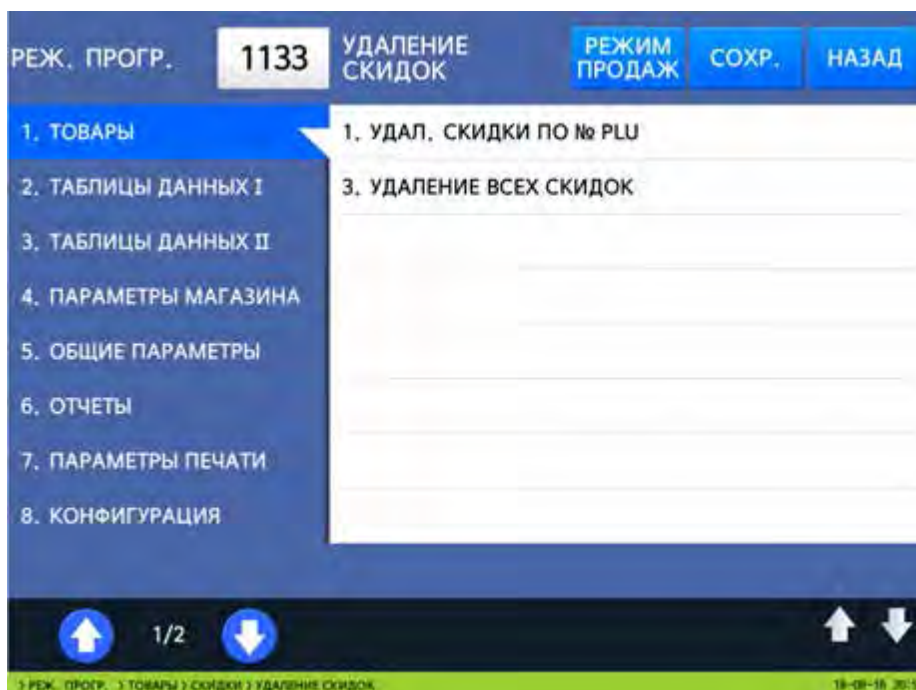 РЕЖ. ПРОГР.
1133
УДАЛЕНИЕ
СКИДОК
РЕЖИМ
ПРОДАЖ
СОХР.
НАЗАД
1. ТОВАРЫ
2. ТАБЛИЦЫ ДАННЫХ I
3. ТАБЛИЦЫ ДАННЫХ II
4. ПАРАМЕТРЫ МАГАЗИНА
5. ОБЩИЕ ПАРАМЕТРЫ
6. ОТЧЕТЫ
7. ПАРАМЕТРЫ ПЕЧАТИ
8. КОНФИГУРАЦИЯ
1. УДАЛ. СКИДКИ ПО № PLU
3. УДАЛЕНИЕ ВСЕХ СКИДОК
1/2
> РЕЖ. ПРОГР. > ТОВАРЫ > СКИДКИ > УДАЛЕНИЕ СКИДОК